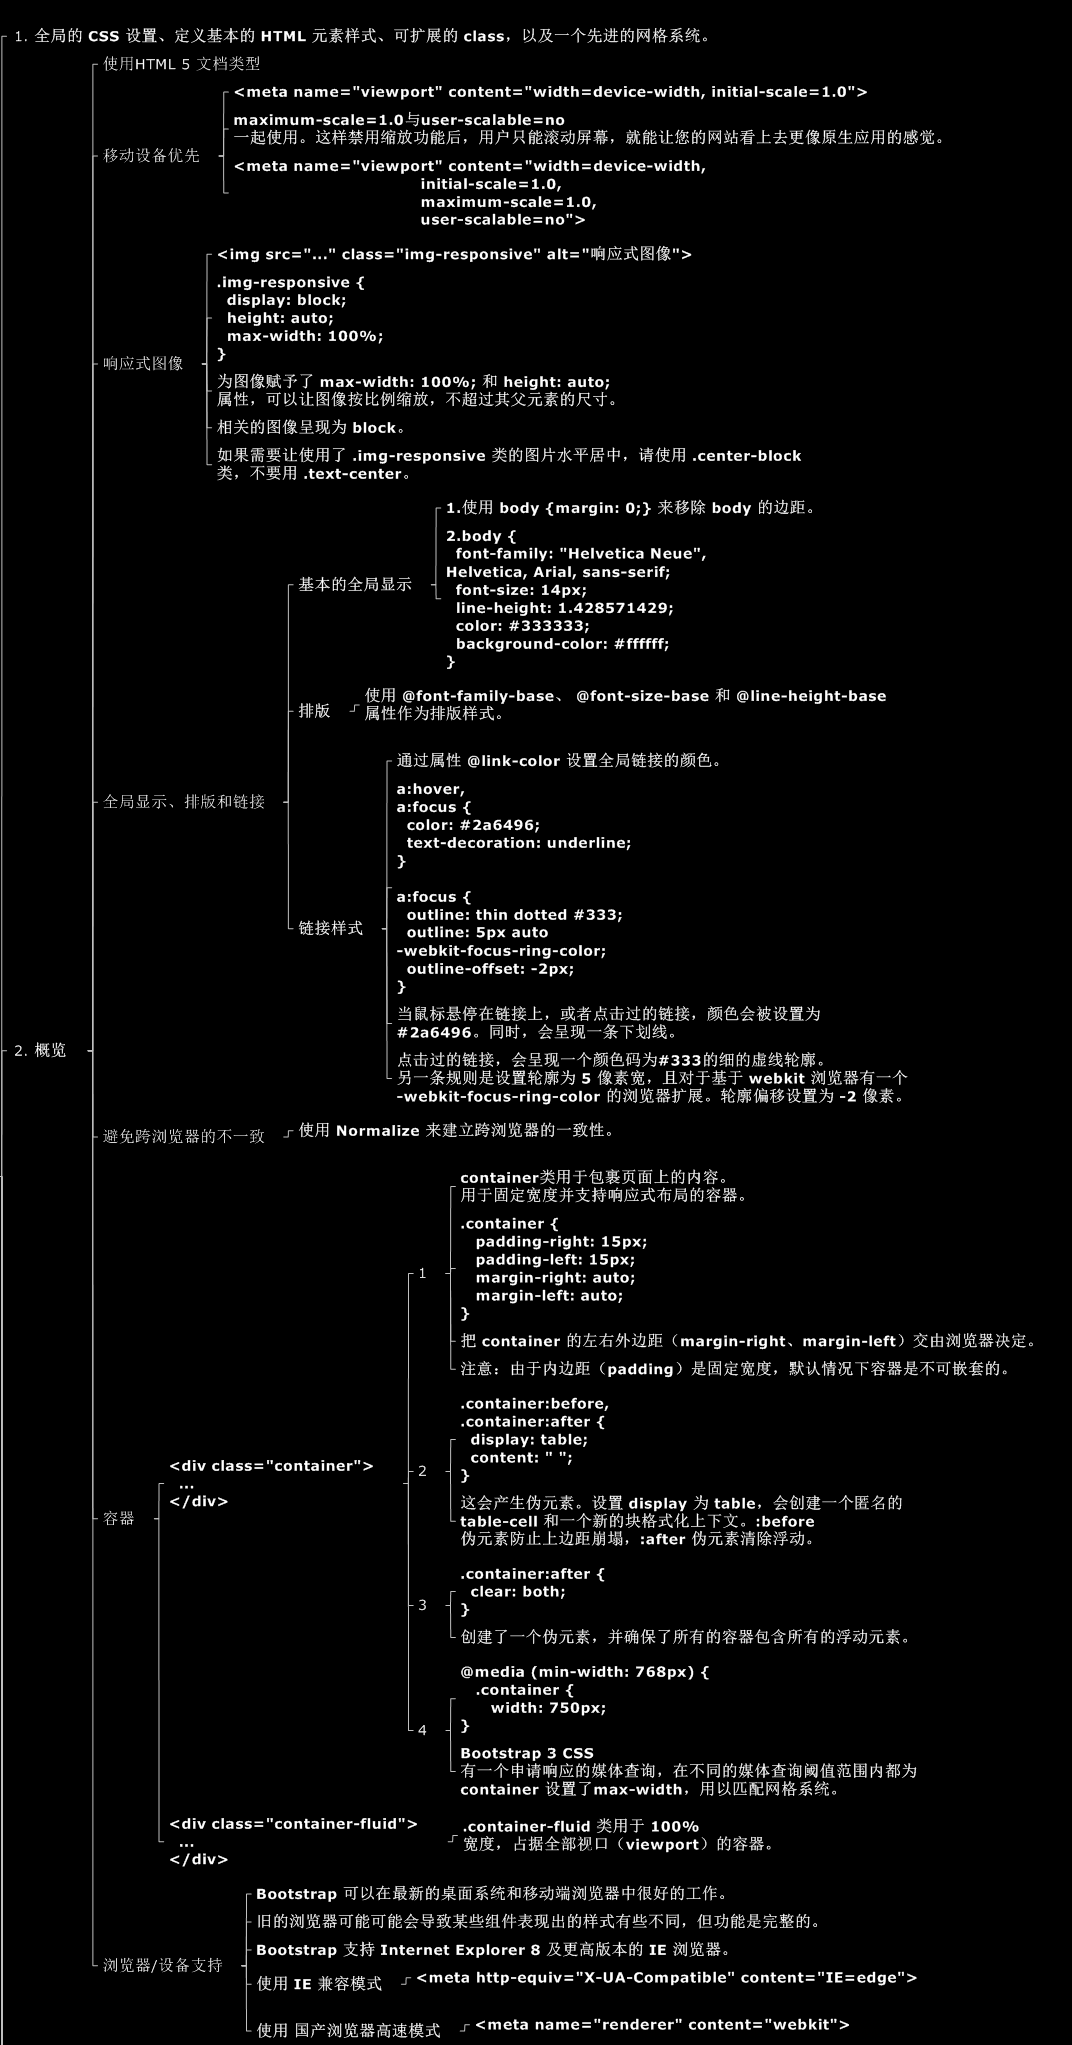 1. 全局的 CSS 设置、定义基本的 HTML 元素样式、可扩展的 class，以及一个先进的网格系统。
使用HTML 5 文档类型
<meta name="viewport" content="width=device-width, initial-scale=1.0">
maximum-scale=1.0与user-scalable=no
一起使用。这样禁用缩放功能后，用户只能滚动屏幕，就能让您的网站看上去更像原生应用的感觉。
移动设备优先
<meta name="viewport" content="width=device-width,
initial-scale=1.0,
maximum-scale=1.0,
user-scalable=no">
<img src="..." class="img-responsive" alt="响应式图像">
.img-responsive {
display: block;
height: auto;
max-width: 100%;
}
响应式图像
为图像赋予了 max-width: 100%; 和 height: auto;
属性，可以让图像按比例缩放，不超过其父元素的尺寸。
相关的图像呈现为 block。
如果需要让使用了 .img-responsive 类的图片水平居中，请使用 .center-block
类，不要用 .text-center。
1.使用 body {margin: 0;} 来移除 body 的边距。
2.body {
font-family: "Helvetica Neue",
Helvetica, Arial, sans-serif;
基本的全局显示
font-size: 14px;
line-height: 1.428571429;
color: #333333;
background-color: #ffffff;
}
排版
使用 @font-family-base、 @font-size-base 和 @line-height-base
属性作为排版样式。
通过属性 @link-color 设置全局链接的颜色。
全局显示、排版和链接
a:hover,
a:focus {
color: #2a6496;
text-decoration: underline;
}
a:focus {
outline: thin dotted #333;
链接样式
outline: 5px auto
-webkit-focus-ring-color;
outline-offset: -2px;
}
当鼠标悬停在链接上，或者点击过的链接，颜色会被设置为
#2a6496。同时，会呈现一条下划线。
2. 概览
点击过的链接，会呈现一个颜色码为#333的细的虚线轮廓。
另一条规则是设置轮廓为 5 像素宽，且对于基于 webkit 浏览器有一个
-webkit-focus-ring-color 的浏览器扩展。轮廓偏移设置为 -2 像素。
避免跨浏览器的不一致
使用 Normalize 来建立跨浏览器的一致性。
container类用于包裹页面上的内容。
用于固定宽度并支持响应式布局的容器。
.container {
padding-right: 15px;
padding-left: 15px;
1
margin-right: auto;
margin-left: auto;
}
把 container 的左右外边距（margin-right、margin-left）交由浏览器决定。
注意：由于内边距（padding）是固定宽度，默认情况下容器是不可嵌套的。
.container:before,
.container:after {
display: table;
content: " ";
}
2
<div class="container">
...
</div>
这会产生伪元素。设置 display 为 table，会创建一个匿名的
table-cell 和一个新的块格式化上下文。:before
伪元素防止上边距崩塌，:after 伪元素清除浮动。
容器
.container:after {
clear: both;
}
3
创建了一个伪元素，并确保了所有的容器包含所有的浮动元素。
@media (min-width: 768px) {
.container {
width: 750px;
}
4
Bootstrap 3 CSS
有一个申请响应的媒体查询，在不同的媒体查询阈值范围内都为
container 设置了max-width，用以匹配网格系统。
<div class="container-fluid">
...
</div>
.container-fluid 类用于 100%
宽度，占据全部视口（viewport）的容器。
Bootstrap 可以在最新的桌面系统和移动端浏览器中很好的工作。
旧的浏览器可能可能会导致某些组件表现出的样式有些不同，但功能是完整的。
Bootstrap 支持 Internet Explorer 8 及更高版本的 IE 浏览器。
浏览器/设备支持
使用 IE 兼容模式
<meta http-equiv="X-UA-Compatible" content="IE=edge">
使用 国产浏览器高速模式
<meta name="renderer" content="webkit">